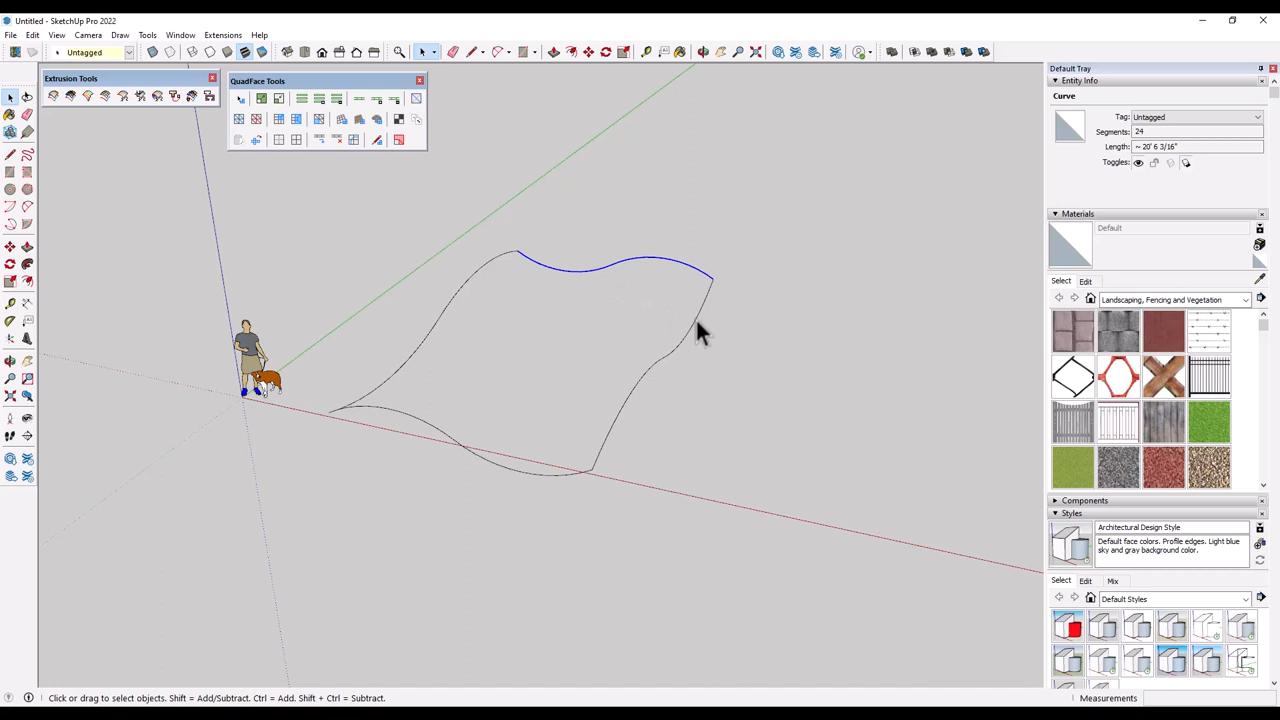 Untitled - SketchUp Pro 2022
File Edit View Camera Draw Tools Window Extensions Help
Untagged
Extrusion Tools
QuadFace Tools
Default Tray
Entity Info
Curve
Tag: Untagged
Segments: 24
Length: ~ 20' 6 3/16"
Toggles:
Materials
Default
Select Edit
Landscaping, Fencing and Vegetation
Components
Styles
Architectural Design Style
Default face colors. Profile edges. Light blue
sky and gray background color.
Select Edit Mix
Default Styles
Click or drag to select objects. Shift = Add/Subtract. Ctrl = Add. Shift + Ctrl = Subtract.
Measurements